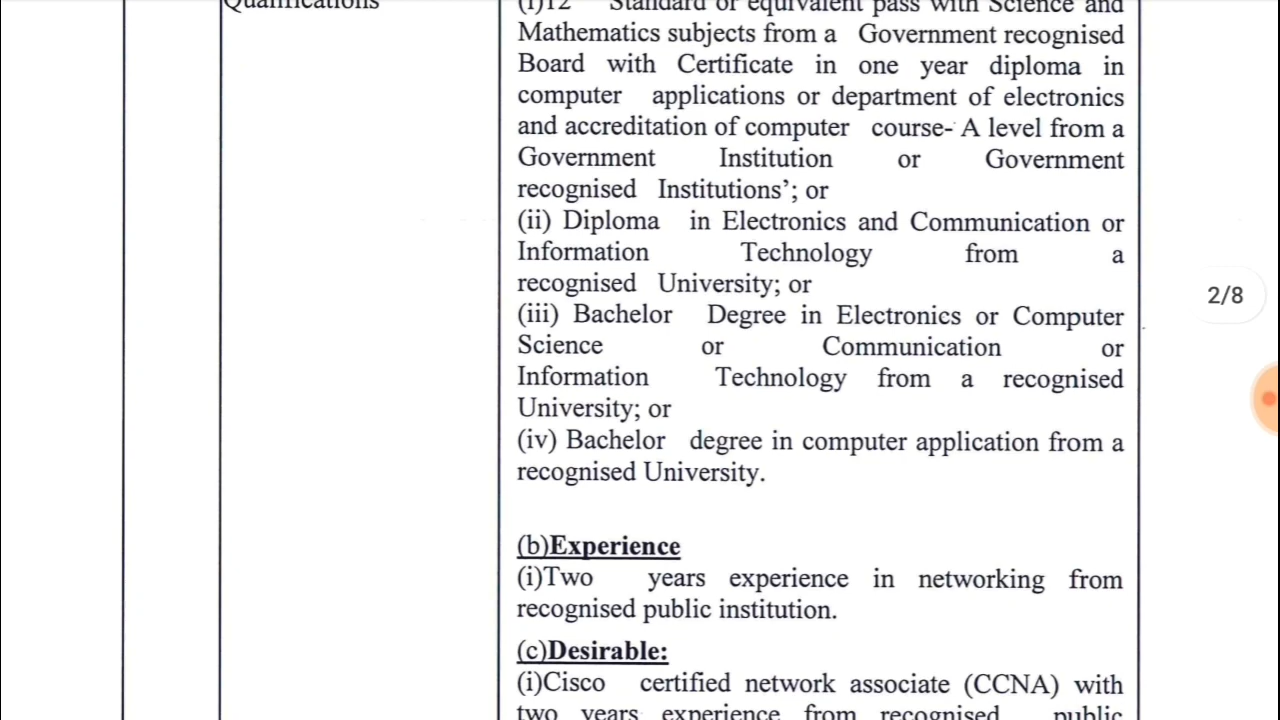 Qualifications
(i)12 Standard or equivalent pass with Science and
Mathematics subjects from a Government recognised
Board with Certificate in one year diploma in
computer applications or department of electronics
and accreditation of computer course- A level from a
Government Institution or Government
recognised Institutions’; or
(ii) Diploma in Electronics and Communication or
Information Technology from a
recognised University; or
(iii) Bachelor Degree in Electronics or Computer
Science or Communication or
Information Technology from a recognised
University; or
(iv) Bachelor degree in computer application from a
recognised University.
(b)Experience
(i)Two years experience in networking from
recognised public institution.
(c)Desirable:
(i)Cisco certified network associate (CCNA) with
two years experience from recognised public
2/8